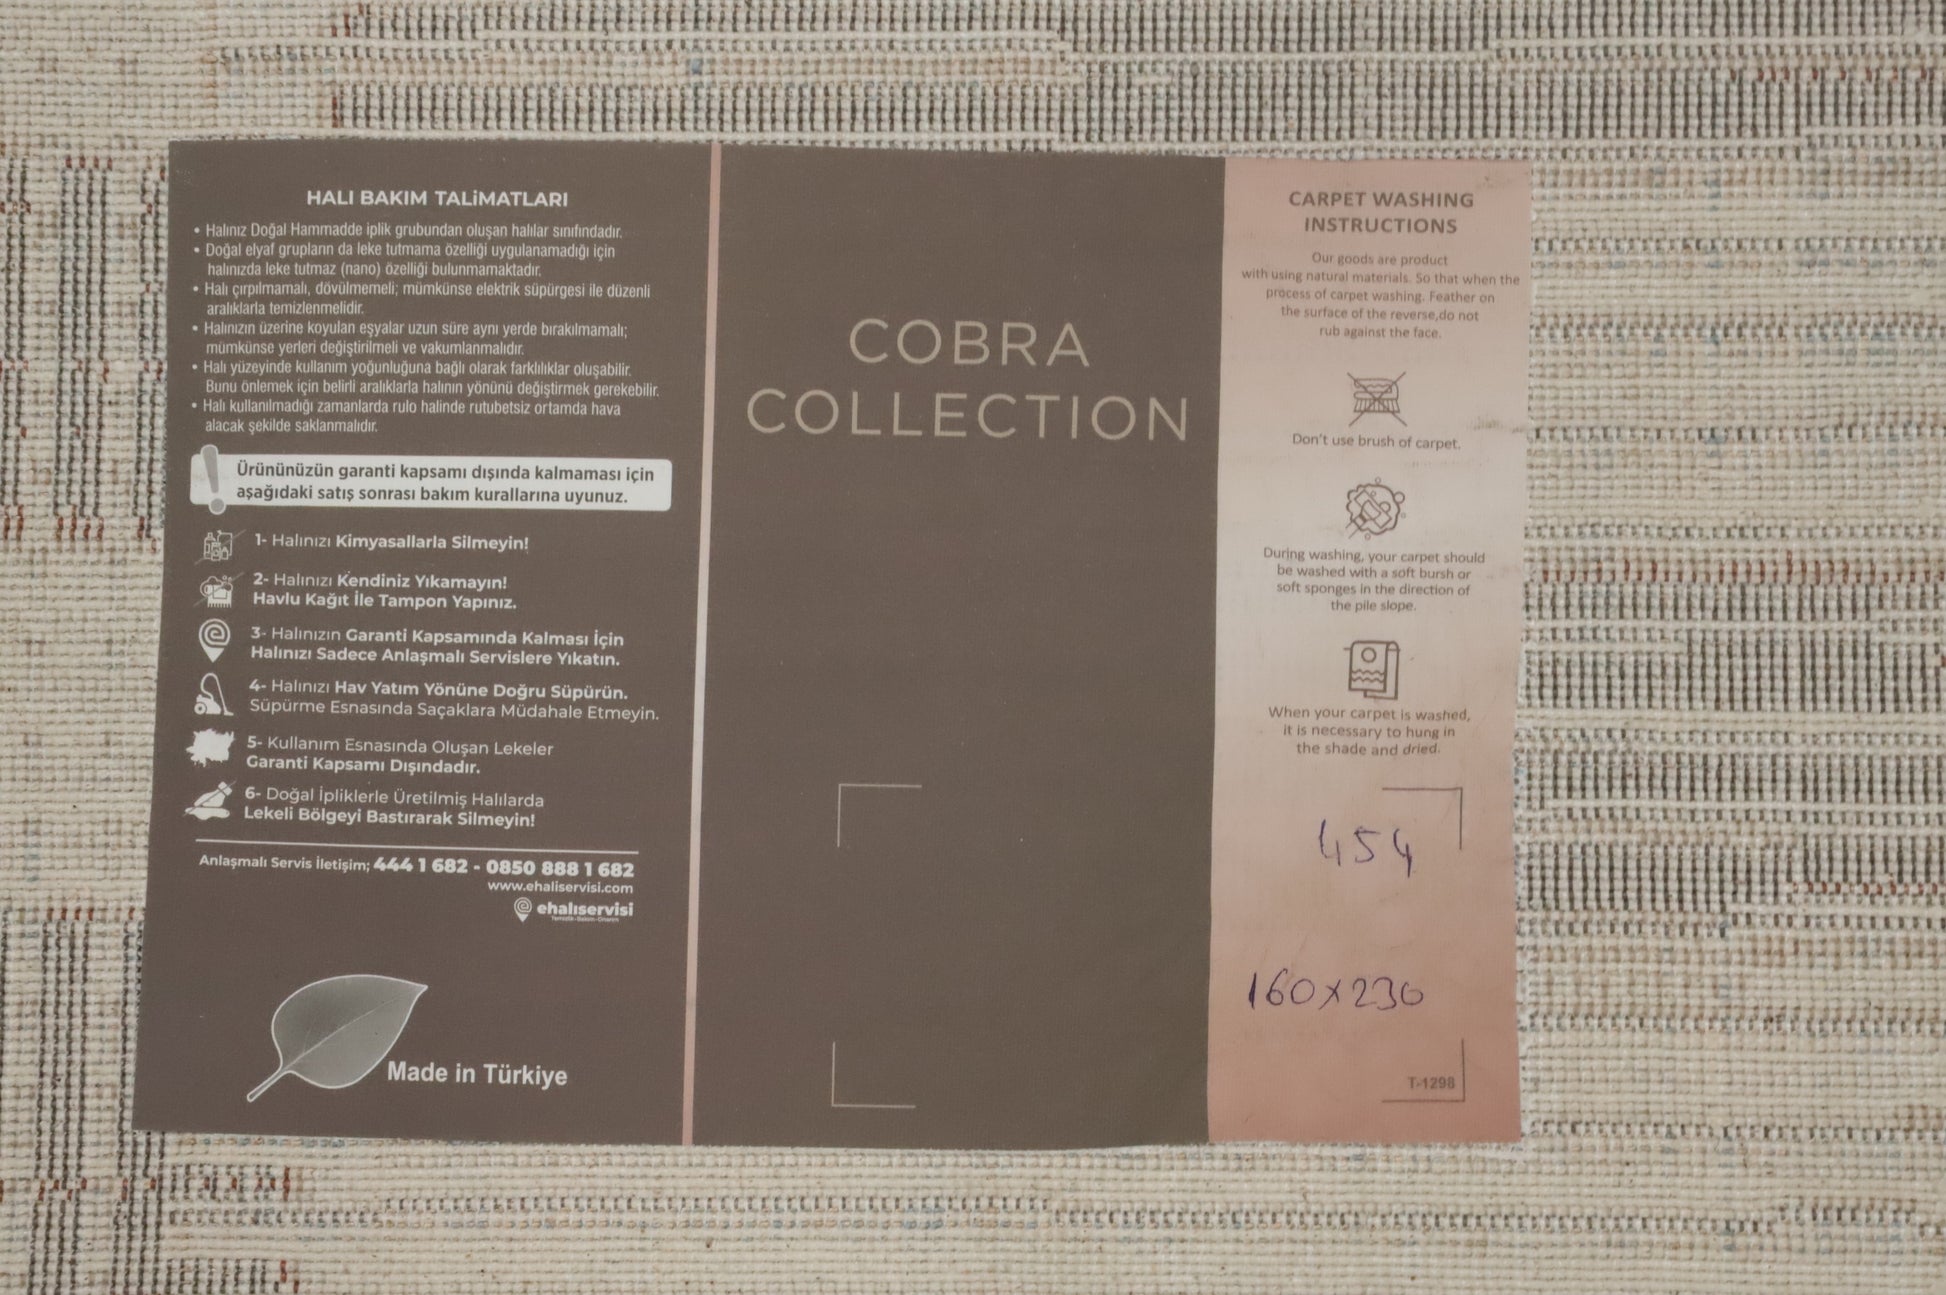 HALI BAKIM TALiMATLARI
• Halınız Doğal Hammadde iplik grubundan oluşan halılar sınıfındadır.
• Doğal elyaf grupların da leke tutmama özelliği uygulanamadığı için
halınızda leke tutmaz (nano) özelliği bulunmamaktadır.
• Halı çırpılmamalı, dövülmemeli; mümkünse elektrik süpürgesi ile düzenli
aralıklarla temizlenmelidir.
• Halınızın üzerine koyulan eşyalar uzun süre aynı yerde bırakılmamalı;
mümkünse yerleri değiştirilmeli ve vakumlanmalıdır.
• Halı yüzeyinde kullanım yoğunluğuna bağlı olarak farklılıklar oluşabilir.
Bunu önlemek için belirli aralıklarla halının yönünü değiştirmek gerekebilir.
• Halı kullanılmadığı zamanlarda rulo halinde rutubetsiz ortamda hava
alacak şekilde saklanmalıdır.
Ürününüzün garanti kapsamı dışında kalmaması için
aşağıdaki satış sonrası bakım kurallarına uyunuz.
1- Halınızı Kimyasallarla Silmeyin!
2- Halınızı Kendiniz Yıkamayın!
Havlu Kağıt İle Tampon Yapınız.
3- Halınızın Garanti Kapsamında Kalması İçin
Halınızı Sadece Anlaşmalı Servislere Yıkatın.
4- Halınızı Hav Yatım Yönüne Doğru Süpürün.
Süpürme Esnasında Saçaklara Müdahale Etmeyin.
5- Kullanım Esnasında Oluşan Lekeler
Garanti Kapsamı Dışındadır.
6- Doğal İpliklerle Üretilmiş Halılarda
Lekeli Bölgeyi Bastırarak Silmeyin!
Anlaşmalı Servis İletişim; 444 1 682 - 0850 888 1 682
www.ehaliservisi.com
ehalıservisi
Temizlik-Bakım-Onarım
Made in Türkiye
COBRA
COLLECTION
CARPET WASHING
INSTRUCTIONS
Our goods are product
with using natural materials. So that when the
process of carpet washing. Feather on
the surface of the reverse,do not
rub against the face.
Don't use brush of carpet.
During washing, your carpet should
be washed with a soft bursh or
soft sponges in the direction of
the pile slope.
When your carpet is washed,
it is necessary to hung in
the shade and dried.
454
160x230
T-1298